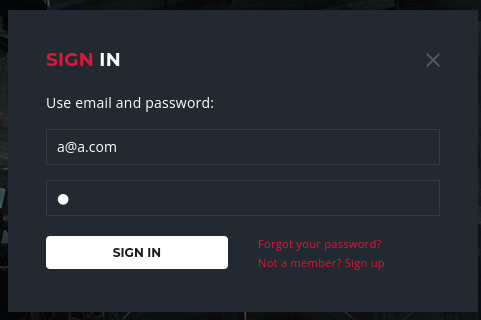 SIGN IN
Use email and password:
a@a.com
●
SIGN IN
Forgot your password?
Not a member? Sign up